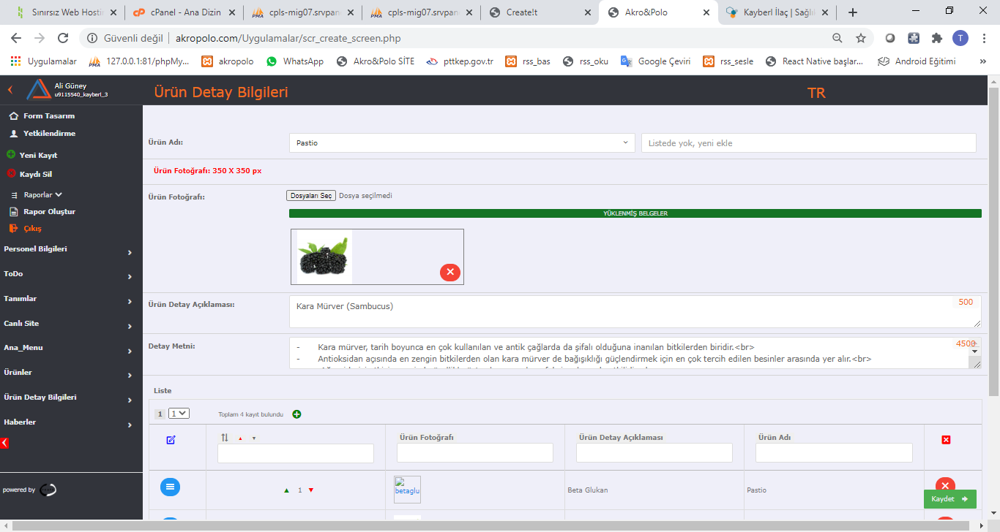 Sınırsız Web Hosti
cPanel - Ana Dizin
cpls-mig07.srvpan
cpls-mig07.srvpan
Create!t
Akro&Polo
Kayberl İlaç | Sağlı
Güvenli değil
akropolo.com/Uygulamalar/scr_create_screen.php
T
Uygulamalar
127.0.0.1:81/phpMy...
akropolo
WhatsApp
Akro&Polo SİTE
pttkep.gov.tr
rss_bas
rss_oku
Google Çeviri
rss_sesle
React Native başlar...
Android Eğitimi
Ali Güney
u9115540_kayberl_3
Ürün Detay Bilgileri
TR
Form Tasarım
Yetkilendirme
Yeni Kayıt
Kaydı Sil
Raporlar
Rapor Oluştur
Çıkış
Personel Bilgileri
ToDo
Tanımlar
Canlı Site
Ana_Menu
Ürünler
Ürün Detay Bilgileri
Haberler
powered by
Ürün Adı:
Pastio
Listede yok, yeni ekle
Ürün Fotoğrafı: 350 X 350 px
Ürün Fotoğrafı:
Dosyaları Seç
Dosya seçilmedi
YÜKLENMİŞ BELGELER
Ürün Detay Açıklaması:
Kara Mürver (Sambucus)
500
Detay Metni:
4500
- Kara mürver, tarih boyunca en çok kullanılan ve antik çağlarda da şifalı olduğuna inanılan bitkilerden biridir.<br>
- Antioksidan açısında en zengin bitkilerden olan kara mürver de bağışıklığı güçlendirmek için en çok tercih edilen besinler arasında yer alır.<br>
Liste
1
1
Toplam 4 kayıt bulundu
Ürün Fotoğrafı
Ürün Detay Açıklaması
Ürün Adı
1
betaglu
Beta Glukan
Pastio
Kaydet